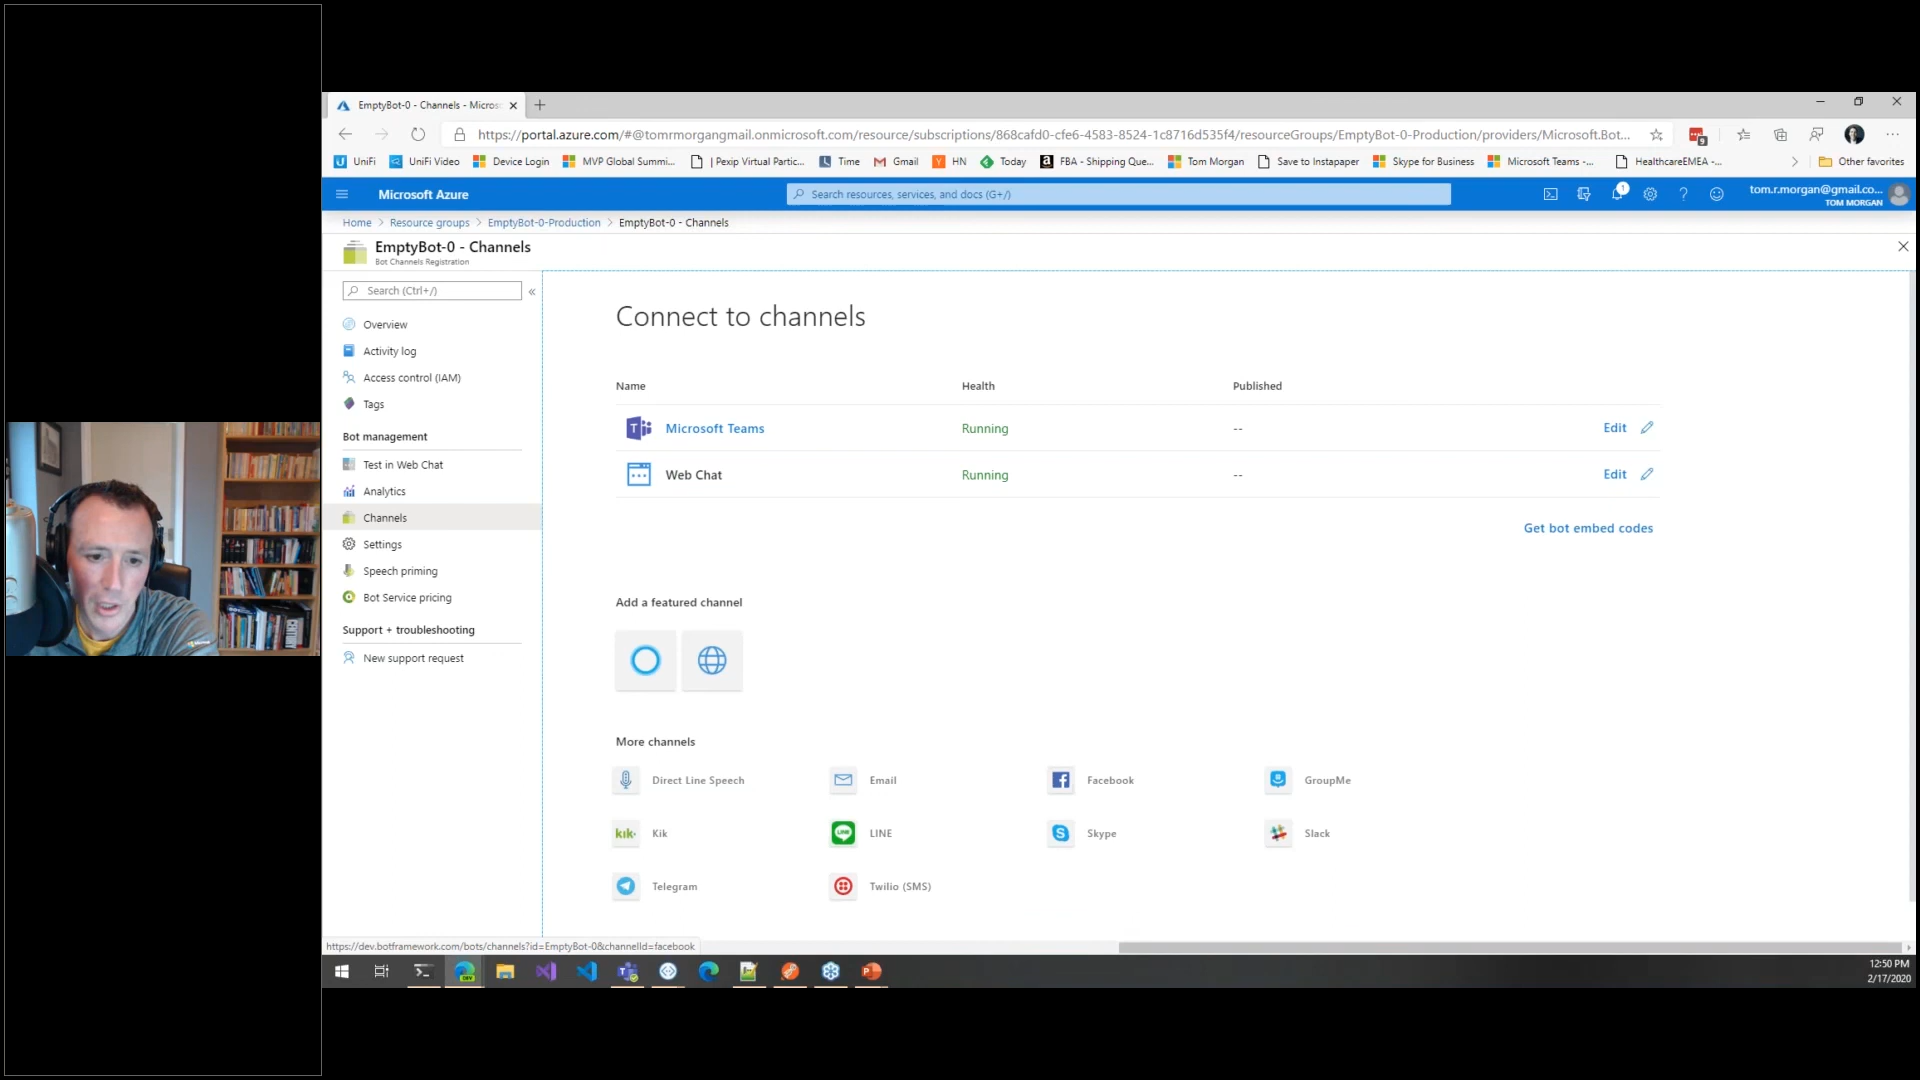 EmptyBot-0 - Channels - Micros
https://portal.azure.com/#@tomrmorgangmail.onmicrosoft.com/resource/subscriptions/868cafd0-cfe6-4583-8524-1c8716d535f4/resourceGroups/EmptyBot-0-Production/providers/Microsoft.Bot...
9
UniFi UniFi Video Device Login MVP Global Summi... | Pexip Virtual Partic... Time Gmail HN Today FBA - Shipping Que... Tom Morgan Save to Instapaper Skype for Business Microsoft Teams -... HealthcareEMEA -... Other favorites
Microsoft Azure
Search resources, services, and docs (G+/)
1
tom.r.morgan@gmail.co...
TOM MORGAN
Home > Resource groups > EmptyBot-0-Production > EmptyBot-0 - Channels
EmptyBot-0 - Channels
Bot Channels Registration
Search (Ctrl+/)
«
Overview
Activity log
Access control (IAM)
Tags
Bot management
Test in Web Chat
Analytics
Channels
Settings
Speech priming
Bot Service pricing
Support + troubleshooting
New support request
Connect to channels
Name Health Published
Microsoft Teams Running -- Edit
Web Chat Running -- Edit
Get bot embed codes
Add a featured channel
More channels
Direct Line Speech Email Facebook GroupMe
kik. Kik LINE LINE Skype Slack
Telegram Twilio (SMS)
https://dev.botframework.com/bots/channels?id=EmptyBot-0&channelId=facebook
DEV
12:50 PM
2/17/2020